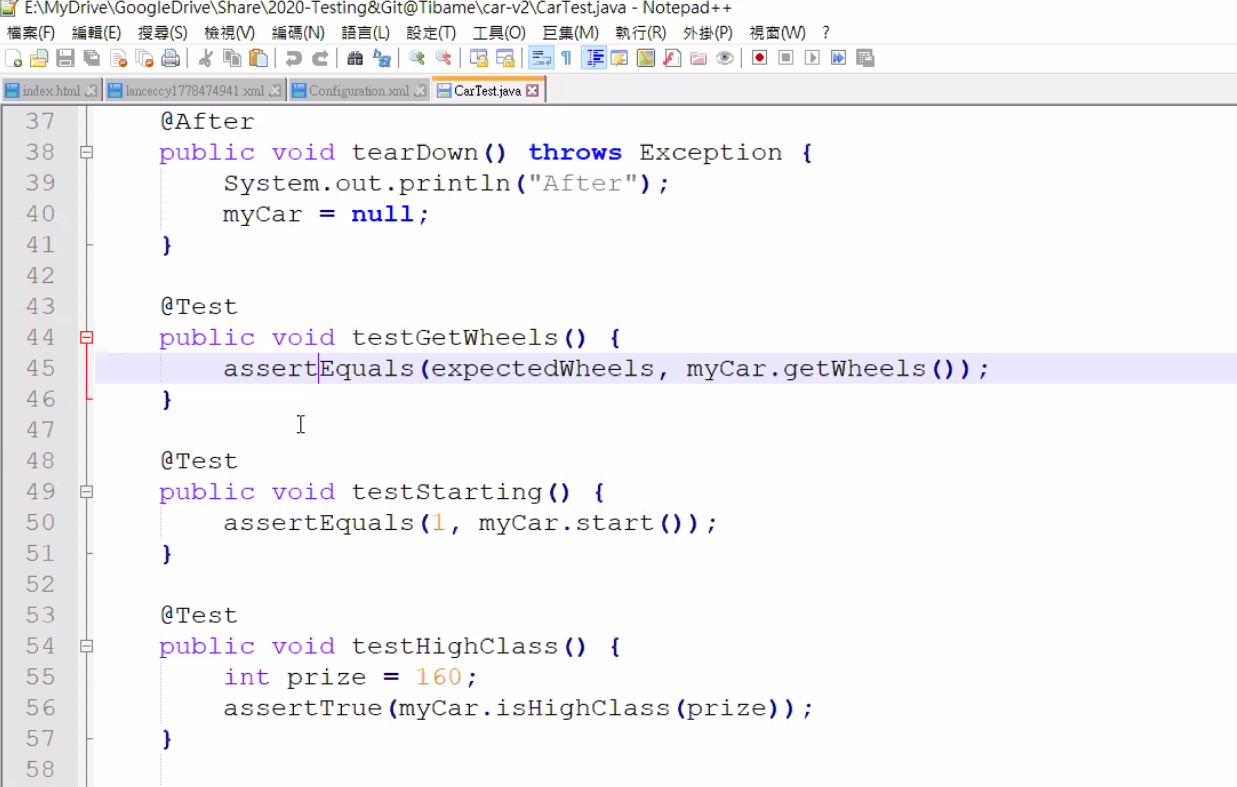 E:\MyDrive\GoogleDrive\Share\2020-Testing&Git@Tibame\car-v2\CarTest.java - Notepad++
檔案(F) 編輯(E) 搜尋(S) 檢視(V) 編碼(N) 語言(L) 設定(T) 工具(O) 巨集(M) 執行(R) 外掛(P) 視窗(W) ?
index.html lanceccy1778474941.xml Configuration.xml CarTest.java
37 @After
38 public void tearDown() throws Exception {
39 System.out.println("After");
40 myCar = null;
41 }
42
43 @Test
44 public void testGetWheels() {
45 assertEquals(expectedWheels, myCar.getWheels());
46 }
47
48 @Test
49 public void testStarting() {
50 assertEquals(1, myCar.start());
51 }
52
53 @Test
54 public void testHighClass() {
55 int prize = 160;
56 assertTrue(myCar.isHighClass(prize));
57 }
58